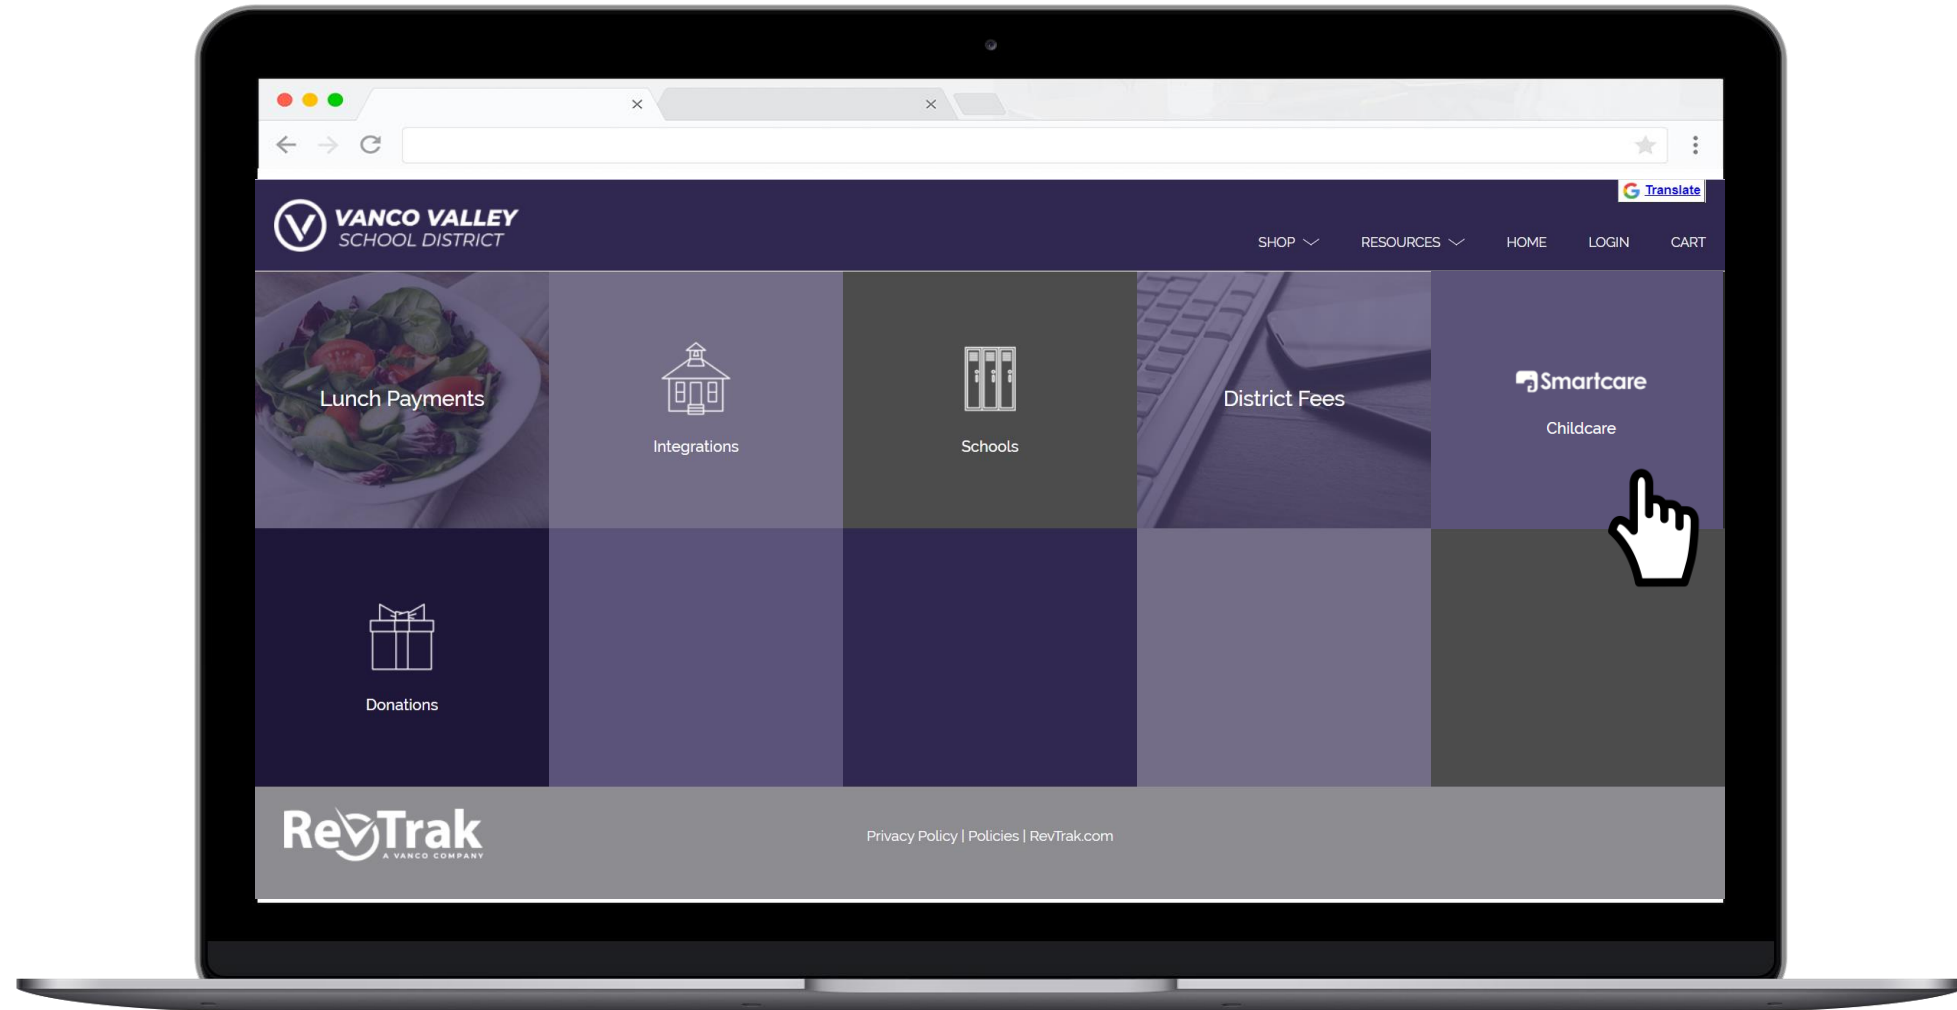 Translate
VANCO VALLEY
SCHOOL DISTRICT
SHOP RESOURCES HOME LOGIN CART
Lunch Payments
Integrations
Schools
District Fees
Smartcare
Childcare
Donations
RevTrak
A VANCO COMPANY
Privacy Policy | Policies | RevTrak.com